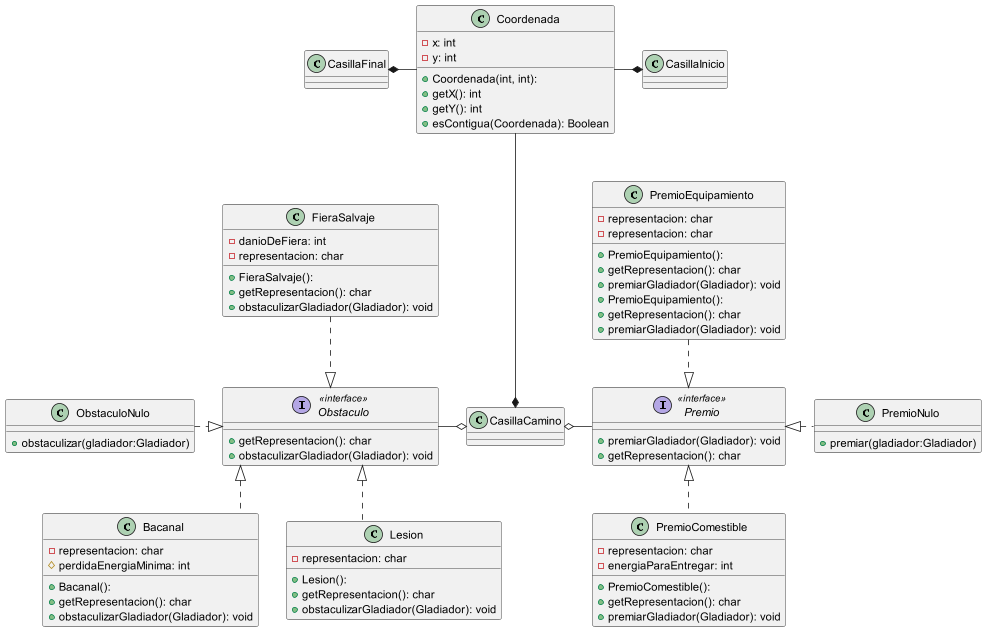 C Coordenada
x: int
y: int
Coordenada(int, int):
getX(): int
getY(): int
esContigua(Coordenada): Boolean
C CasillaFinal
C CasillaInicio
C FieraSalvaje
danioDeFiera: int
representacion: char
FieraSalvaje():
getRepresentacion(): char
obstaculizarGladiador(Gladiador): void
C PremioEquipamiento
representacion: char
representacion: char
PremioEquipamiento():
getRepresentacion(): char
premiarGladiador(Gladiador): void
PremioEquipamiento():
getRepresentacion(): char
premiarGladiador(Gladiador): void
C ObstaculoNulo
obstaculizar(gladiador:Gladiador)
I «interface»
Obstaculo
getRepresentacion(): char
obstaculizarGladiador(Gladiador): void
C CasillaCamino
I «interface»
Premio
premiarGladiador(Gladiador): void
getRepresentacion(): char
C PremioNulo
premiar(gladiador:Gladiador)
C Bacanal
representacion: char
perdidaEnergiaMinima: int
Bacanal():
getRepresentacion(): char
obstaculizarGladiador(Gladiador): void
C Lesion
representacion: char
Lesion():
getRepresentacion(): char
obstaculizarGladiador(Gladiador): void
C PremioComestible
representacion: char
energiaParaEntregar: int
PremioComestible():
getRepresentacion(): char
premiarGladiador(Gladiador): void